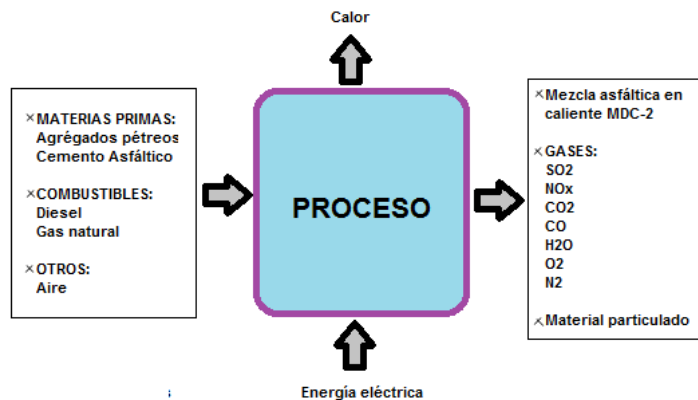 Calor
×MATERIAS PRIMAS:
Agrégados pétreos
Cemento Asfáltico
×COMBUSTIBLES:
Diesel
Gas natural
×OTROS:
Aire
PROCESO
×Mezcla asfáltica en
caliente MDC-2
×GASES:
SO2
NOx
CO2
CO
H2O
O2
N2
×Material particulado
Energía eléctrica